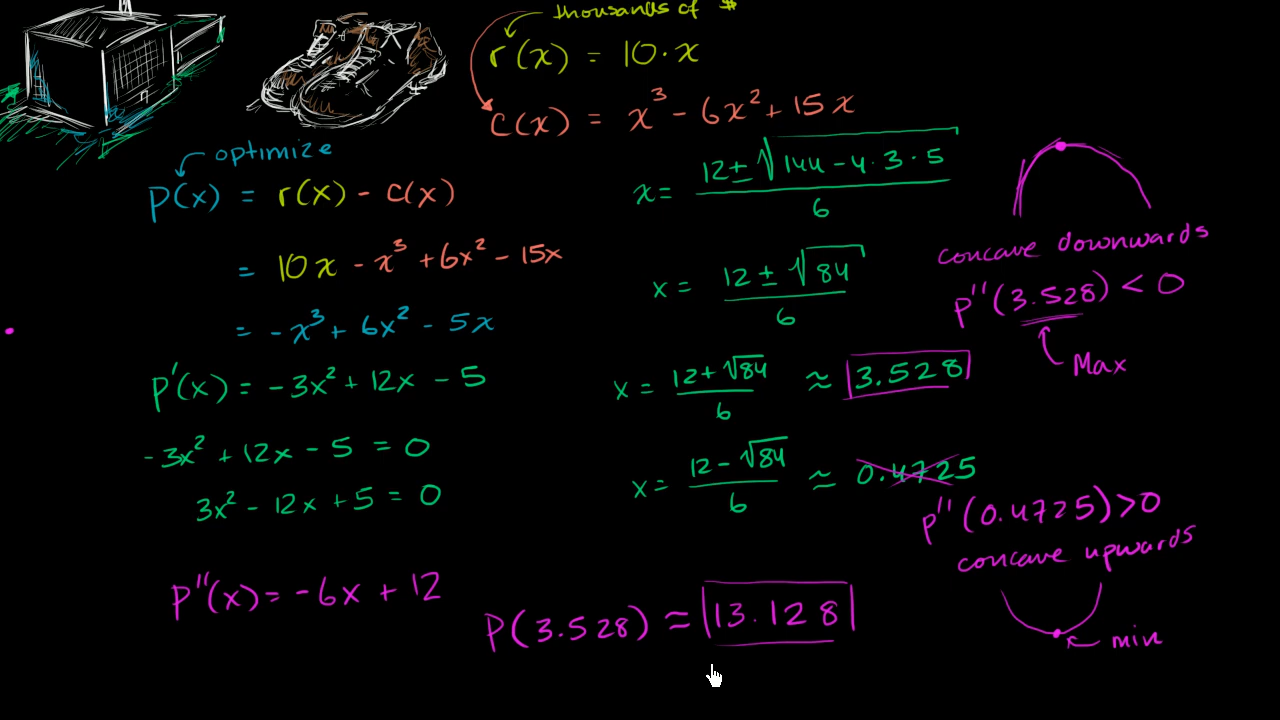 thousands of $
r(x) = 10·x
c(x) = x³ - 6x² + 15x
optimize
P(x) = r(x) - c(x)
= 10x - x³ + 6x² - 15x
= -x³ + 6x² - 5x
P'(x) = -3x² + 12x - 5
-3x² + 12x - 5 = 0
3x² - 12x + 5 = 0
P''(x) = -6x + 12
x = (12 ± √(144 - 4·3·5)) / 6
x = (12 ± √84) / 6
x = (12 + √84) / 6 ≈ 3.528
x = (12 - √84) / 6 ≈ 0.4725
P(3.528) ≈ 13.128
concave downwards
P''(3.528) < 0
Max
P''(0.4725) > 0
concave upwards
min